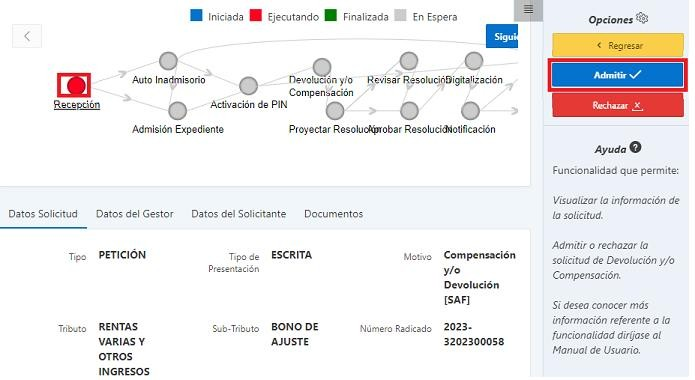 Iniciada Ejecutando Finalizada En Espera
Auto Inadmisorio
Devolución y/o
Compensación
Revisar Resolución
Digitalización
Recepción
Activación de PIN
Admisión Expediente
Proyectar Resolución
Aprobar Resolución
Notificación
Datos Solicitud Datos del Gestor Datos del Solicitante Documentos
Tipo PETICIÓN
Tipo de
Presentación
ESCRITA
Motivo
Compensación
y/o
Devolución
[SAF]
Tributo
RENTAS
VARIAS Y
OTROS
INGRESOS
Sub-Tributo
BONO DE
AJUSTE
Número Radicado
2023-
3202300058
Opciones
Regresar
Admitir
Rechazar
Ayuda
Funcionalidad que permite:
Visualizar la información de
la solicitud.
Admitir o rechazar la
solicitud de Devolución y/o
Compensación.
Si desea conocer más
información referente a la
funcionalidad diríjase al
Manual de Usuario.